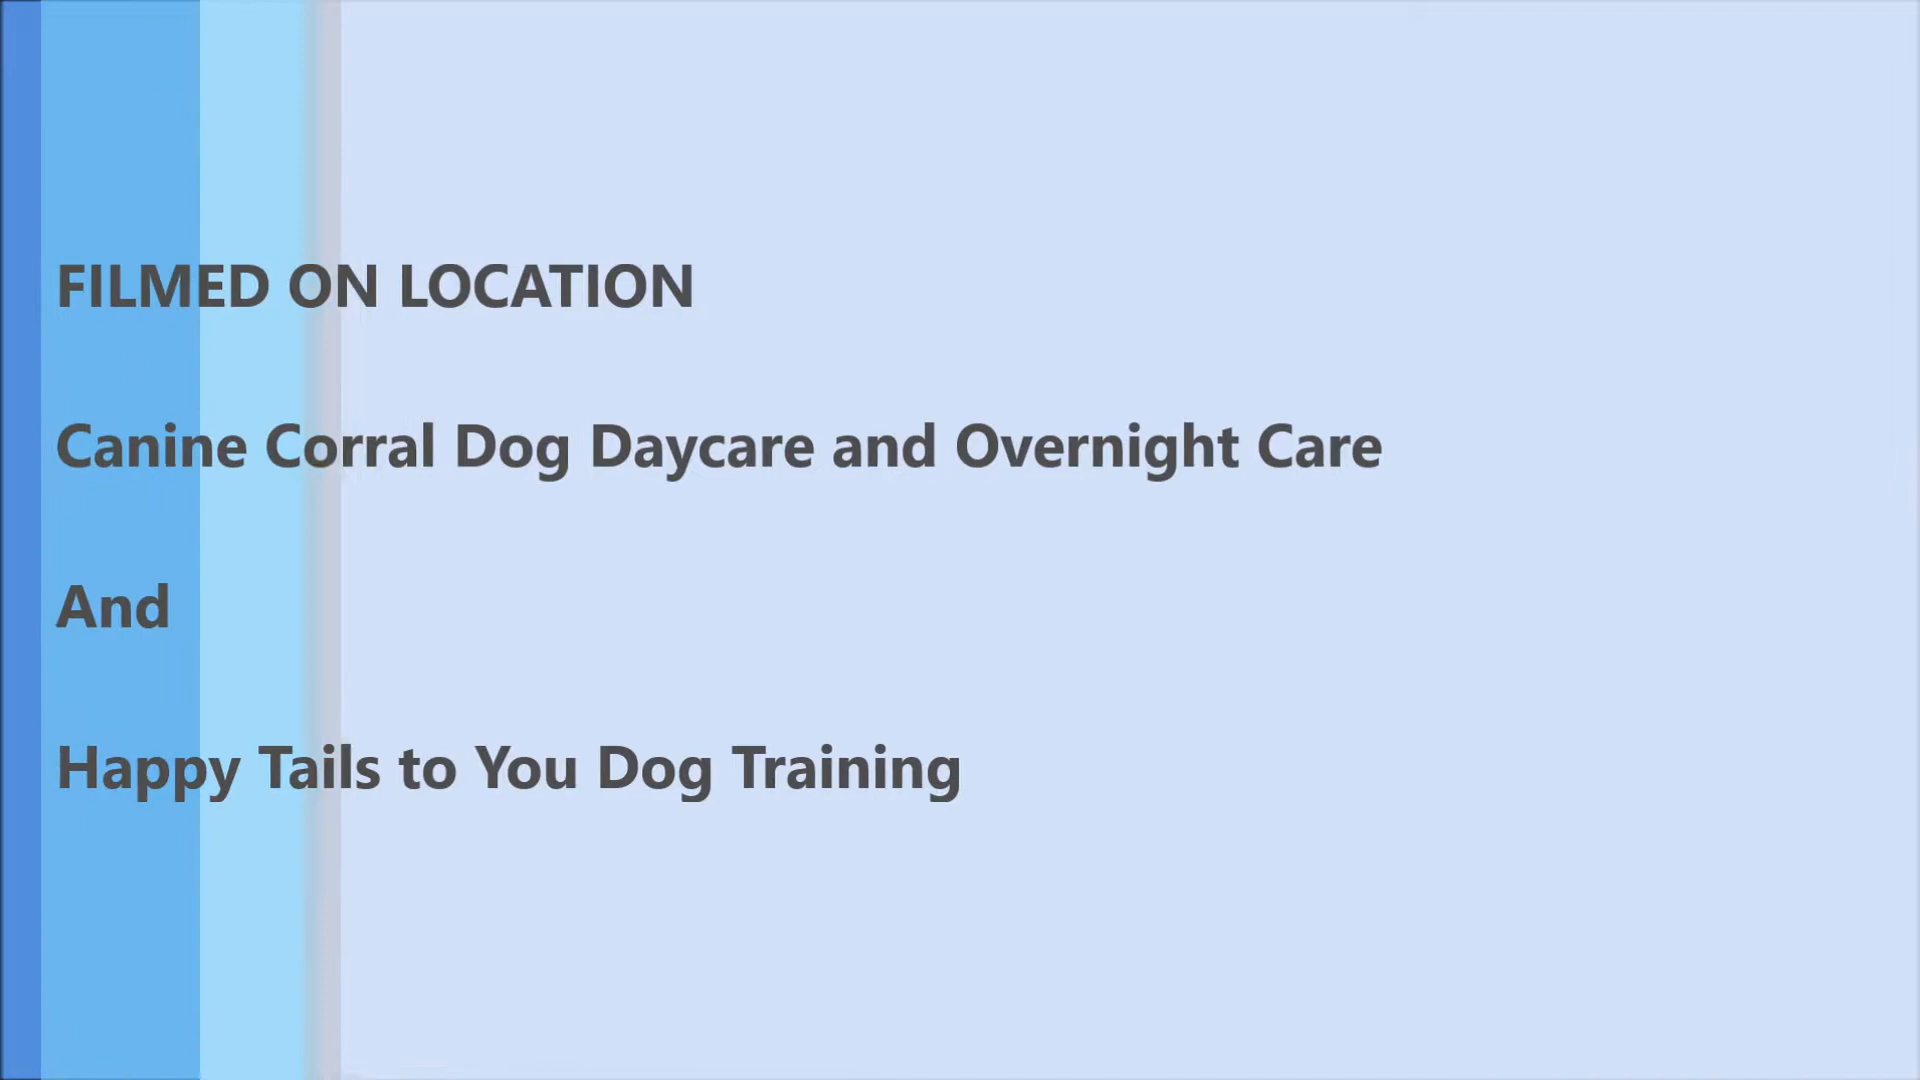 FILMED ON LOCATION
Canine Corral Dog Daycare and Overnight Care
And
Happy Tails to You Dog Training